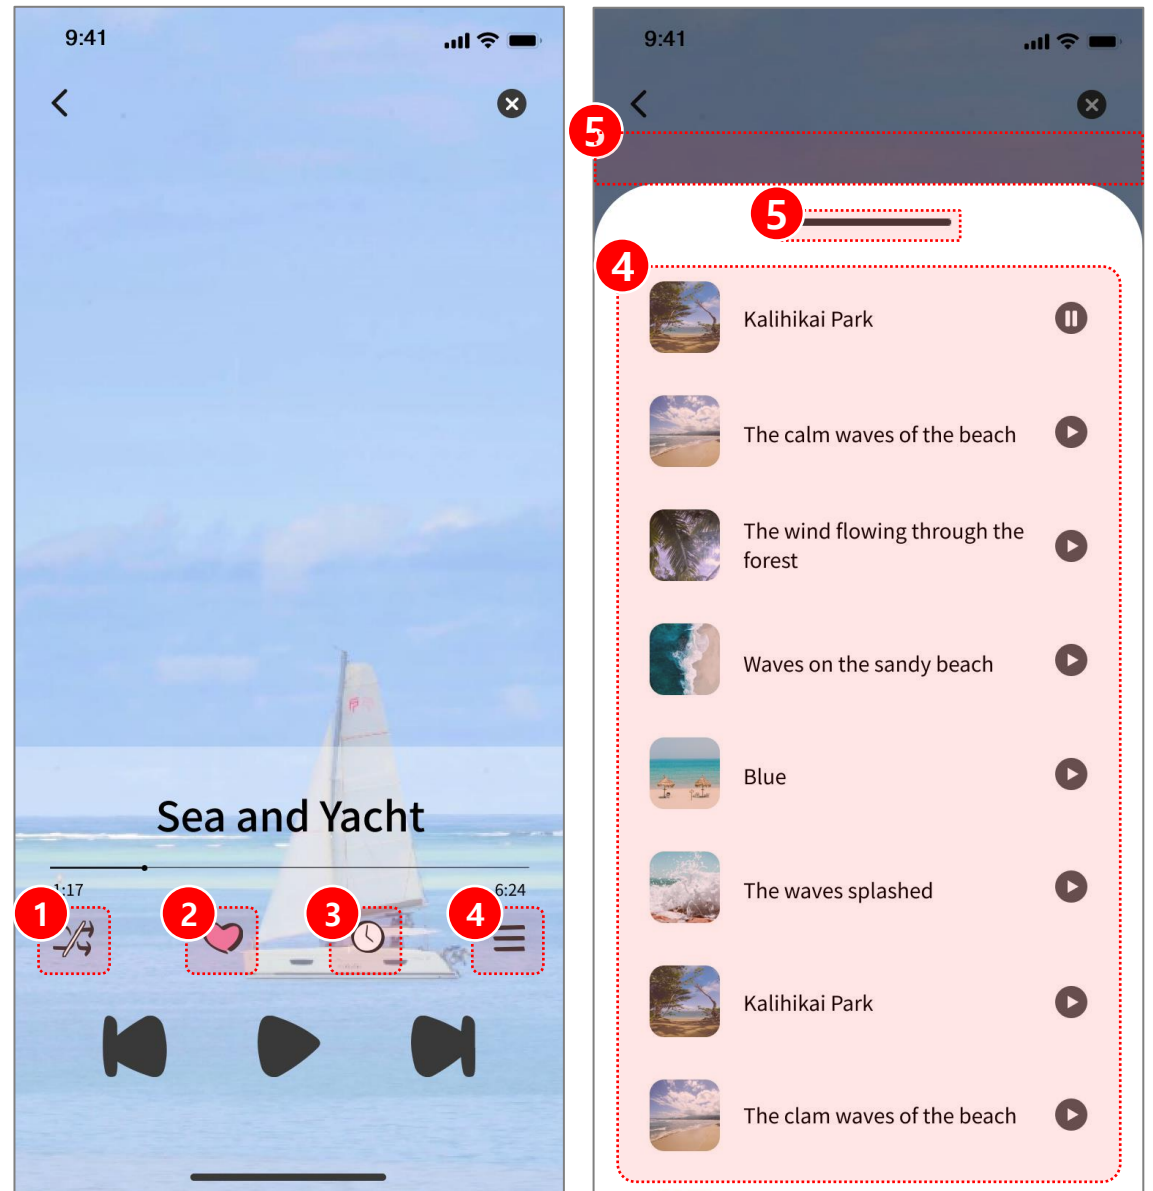 9:41
Sea and Yacht
1:17
6:24
1
2
3
4
9:41
5
5
4
Kalihikai Park
The calm waves of the beach
The wind flowing through the
forest
Waves on the sandy beach
Blue
The waves splashed
Kalihikai Park
The clam waves of the beach